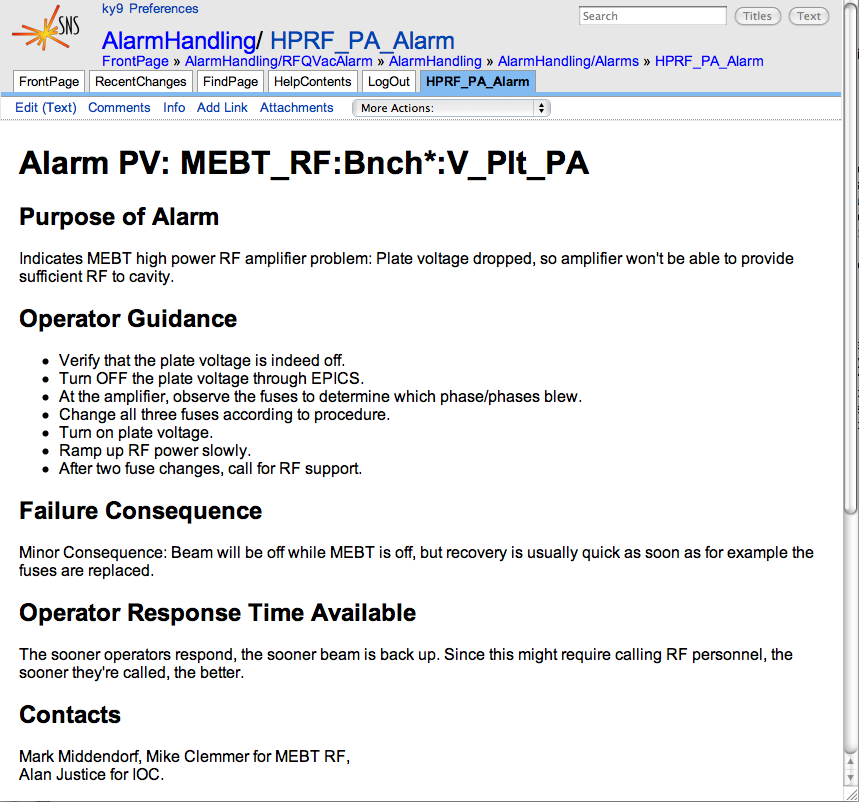 SNS
ky9 Preferences
Search
Titles
Text
AlarmHandling/ HPRF_PA_Alarm
FrontPage » AlarmHandling/RFQVacAlarm » AlarmHandling » AlarmHandling/Alarms » HPRF_PA_Alarm
FrontPage RecentChanges FindPage HelpContents LogOut HPRF_PA_Alarm
Edit (Text) Comments Info Add Link Attachments More Actions:
Alarm PV: MEBT_RF:Bnch*:V_Plt_PA
Purpose of Alarm
Indicates MEBT high power RF amplifier problem: Plate voltage dropped, so amplifier won't be able to provide
sufficient RF to cavity.
Operator Guidance
• Verify that the plate voltage is indeed off.
• Turn OFF the plate voltage through EPICS.
• At the amplifier, observe the fuses to determine which phase/phases blew.
• Change all three fuses according to procedure.
• Turn on plate voltage.
• Ramp up RF power slowly.
• After two fuse changes, call for RF support.
Failure Consequence
Minor Consequence: Beam will be off while MEBT is off, but recovery is usually quick as soon as for example the
fuses are replaced.
Operator Response Time Available
The sooner operators respond, the sooner beam is back up. Since this might require calling RF personnel, the
sooner they're called, the better.
Contacts
Mark Middendorf, Mike Clemmer for MEBT RF,
Alan Justice for IOC.